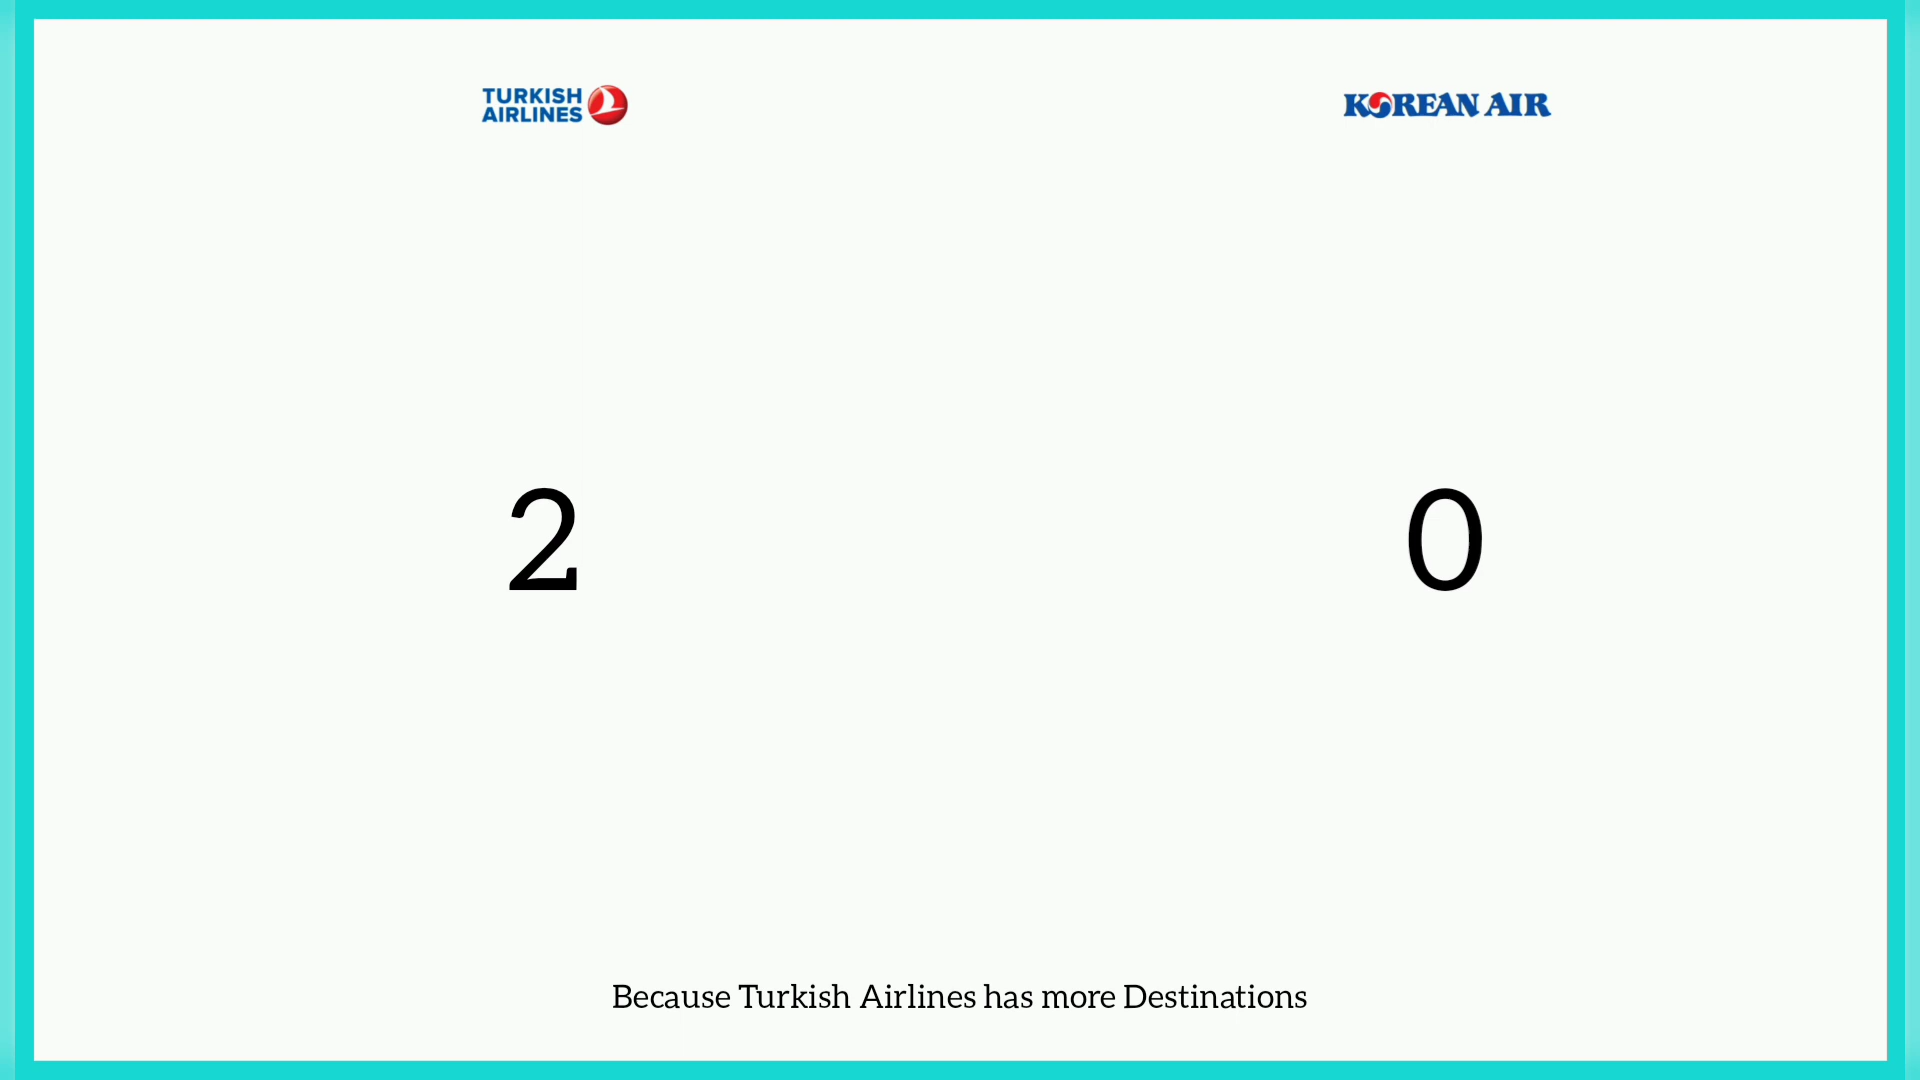 TURKISH
AIRLINES
KOREAN AIR
2
0
Because Turkish Airlines has more Destinations